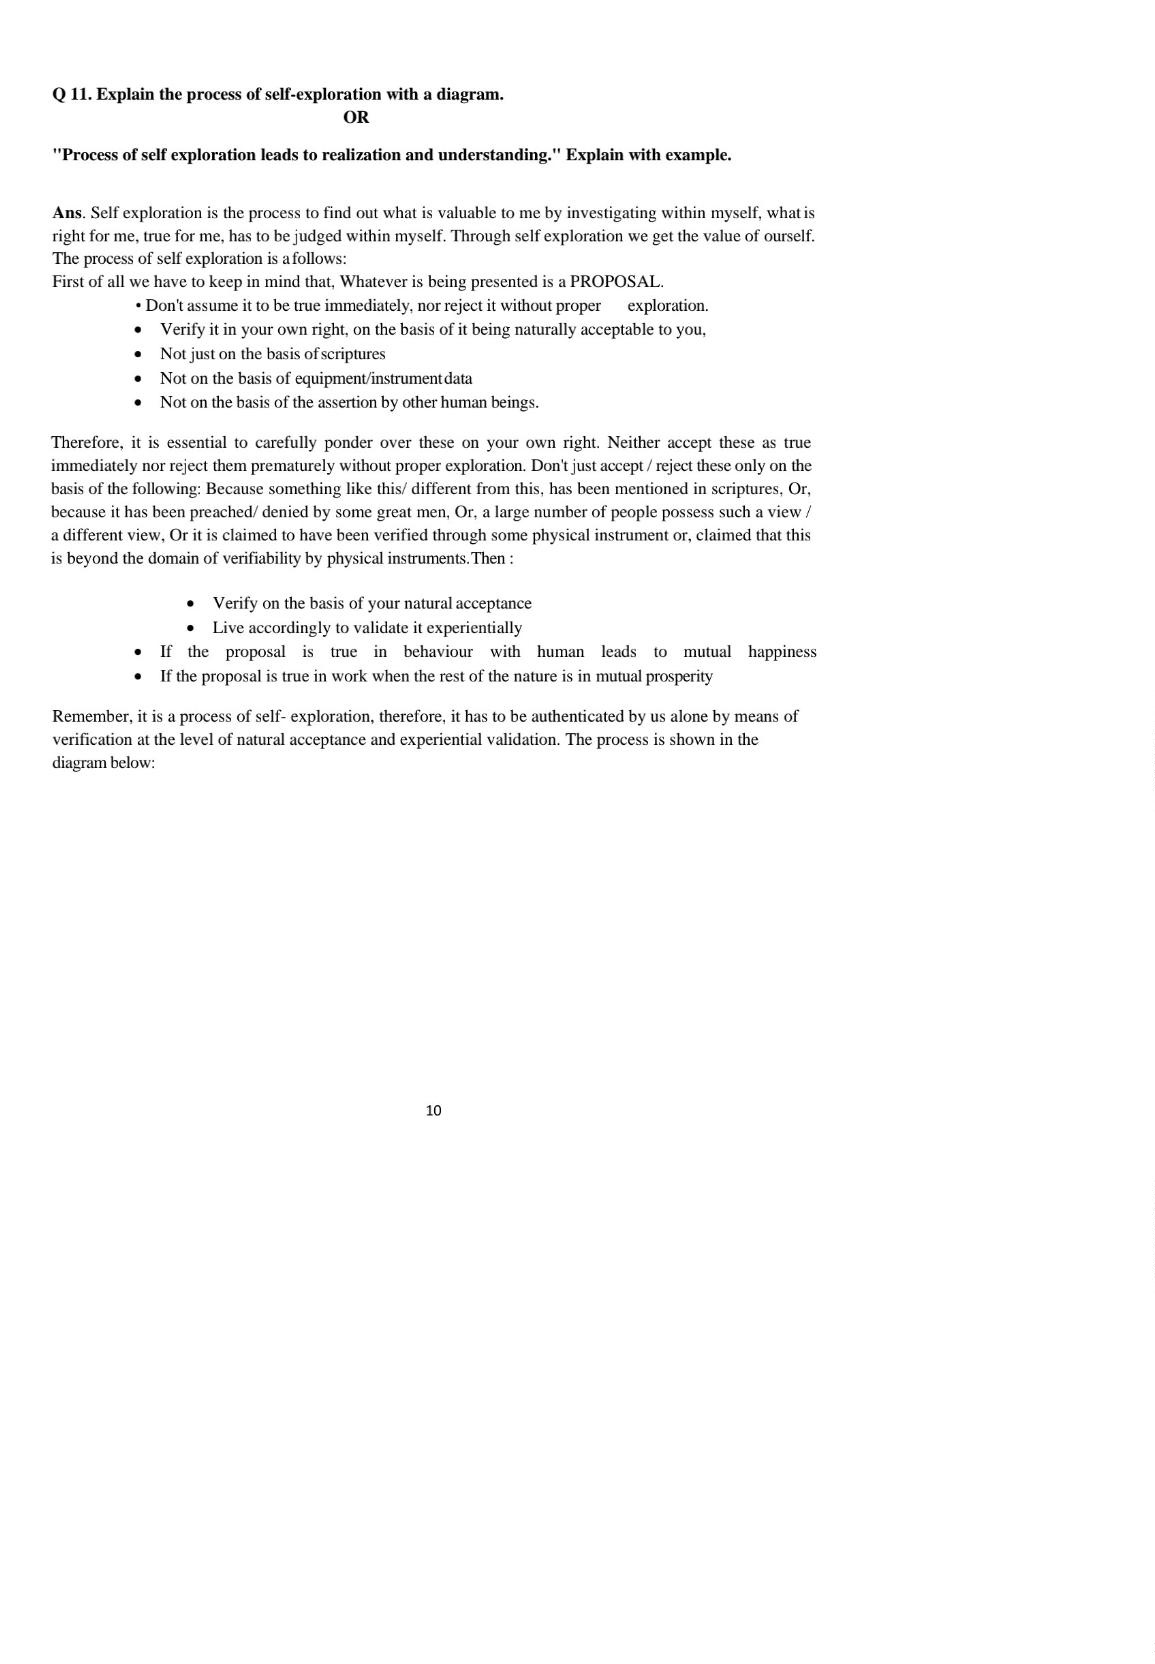 Q 11. Explain the process of self-exploration with a diagram.
OR
"Process of self exploration leads to realization and understanding." Explain with example.
Ans. Self exploration is the process to find out what is valuable to me by investigating within myself, what is
right for me, true for me, has to be judged within myself. Through self exploration we get the value of ourself.
The process of self exploration is a follows:
First of all we have to keep in mind that, Whatever is being presented is a PROPOSAL.
• Don't assume it to be true immediately, nor reject it without proper exploration.
• Verify it in your own right, on the basis of it being naturally acceptable to you,
• Not just on the basis of scriptures
• Not on the basis of equipment/instrument data
• Not on the basis of the assertion by other human beings.
Therefore, it is essential to carefully ponder over these on your own right. Neither accept these as true
immediately nor reject them prematurely without proper exploration. Don't just accept / reject these only on the
basis of the following: Because something like this/ different from this, has been mentioned in scriptures, Or,
because it has been preached/ denied by some great men, Or, a large number of people possess such a view /
a different view, Or it is claimed to have been verified through some physical instrument or, claimed that this
is beyond the domain of verifiability by physical instruments.Then :
• Verify on the basis of your natural acceptance
• Live accordingly to validate it experientially
• If the proposal is true in behaviour with human leads to mutual happiness
• If the proposal is true in work when the rest of the nature is in mutual prosperity
Remember, it is a process of self- exploration, therefore, it has to be authenticated by us alone by means of
verification at the level of natural acceptance and experiential validation. The process is shown in the
diagram below:
10